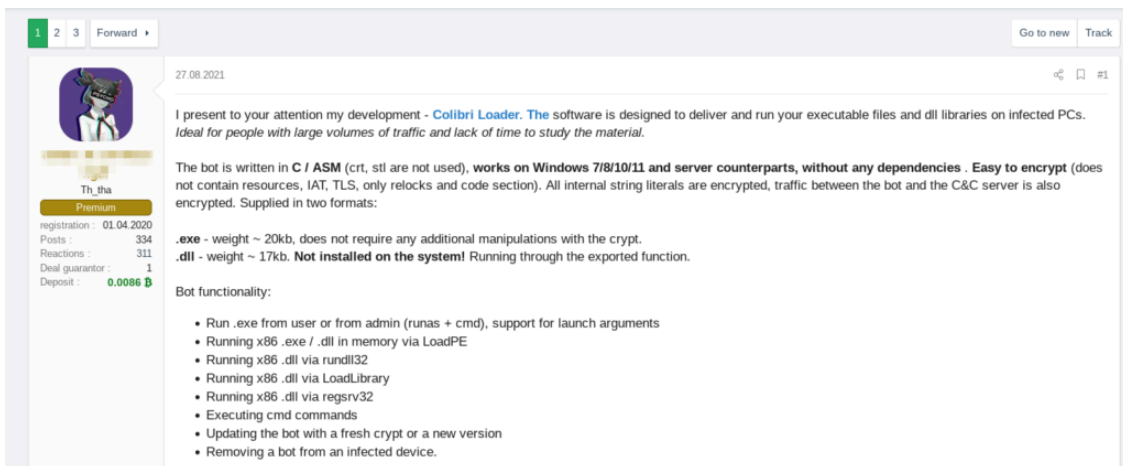 1 2 3 Forward
Go to new Track
27.08.2021
#1
I present to your attention my development - Colibri Loader. The software is designed to deliver and run your executable files and dll libraries on infected PCs.
Ideal for people with large volumes of traffic and lack of time to study the material.
The bot is written in C / ASM (crt, stl are not used), works on Windows 7/8/10/11 and server counterparts, without any dependencies . Easy to encrypt (does
not contain resources, IAT, TLS, only relocks and code section). All internal string literals are encrypted, traffic between the bot and the C&C server is also
encrypted. Supplied in two formats:
.exe - weight ~ 20kb, does not require any additional manipulations with the crypt.
.dll - weight ~ 17kb. Not installed on the system! Running through the exported function.
Bot functionality:
• Run .exe from user or from admin (runas + cmd), support for launch arguments
• Running x86 .exe / .dll in memory via LoadPE
• Running x86 .dll via rundll32
• Running x86 .dll via LoadLibrary
• Running x86 .dll via regsrv32
• Executing cmd commands
• Updating the bot with a fresh crypt or a new version
• Removing a bot from an infected device.
Th_tha
Premium
registration : 01.04.2020
Posts : 334
Reactions : 311
Deal guarantor : 1
Deposit : 0.0086 ₿